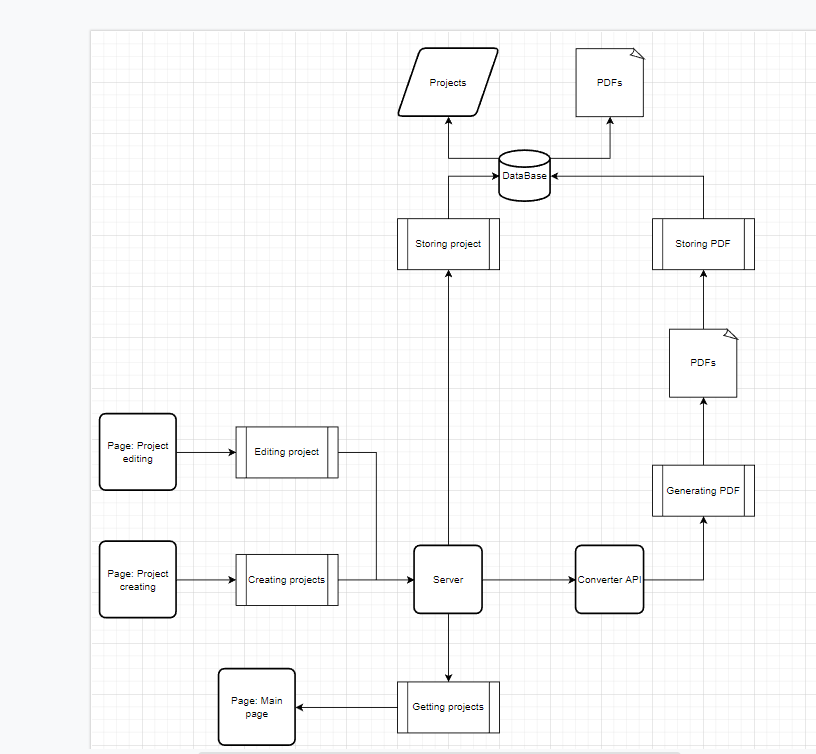 Projects
PDFs
DataBase
Storing project
Storing PDF
PDFs
Page: Project
editing
Editing project
Generating PDF
Page: Project
creating
Creating projects
Server
Converter API
Page: Main
page
Getting projects